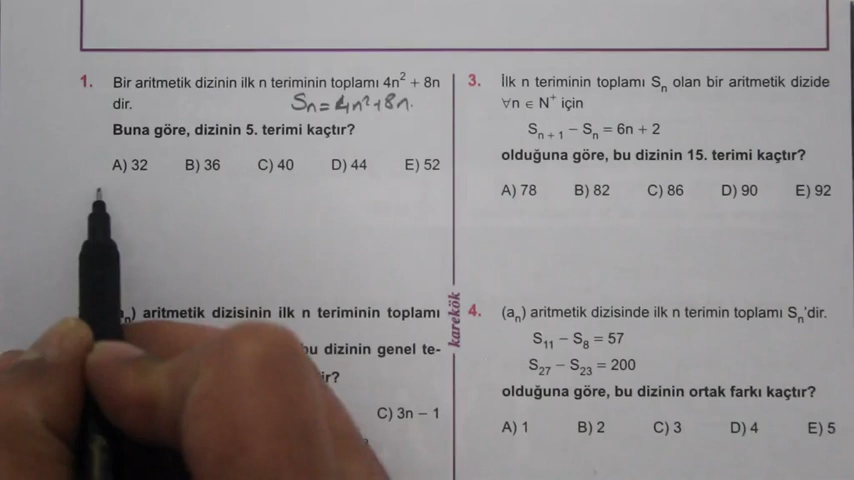 1. Bir aritmetik dizinin ilk n teriminin toplamı 4n² + 8n
dir.
Sn = 4n²+8n.
Buna göre, dizinin 5. terimi kaçtır?
A) 32 B) 36 C) 40 D) 44 E) 52
n) aritmetik dizisinin ilk n teriminin toplamı
bu dizinin genel te-
ir?
C) 3n – 1
karekök
3. İlk n teriminin toplamı Sn olan bir aritmetik dizide
∀n ∈ N⁺ için
Sn + 1 – Sn = 6n + 2
olduğuna göre, bu dizinin 15. terimi kaçtır?
A) 78 B) 82 C) 86 D) 90 E) 92
4. (an) aritmetik dizisinde ilk n terimin toplamı Sn'dir.
S11 – S8 = 57
S27 – S23 = 200
olduğuna göre, bu dizinin ortak farkı kaçtır?
A) 1 B) 2 C) 3 D) 4 E) 5